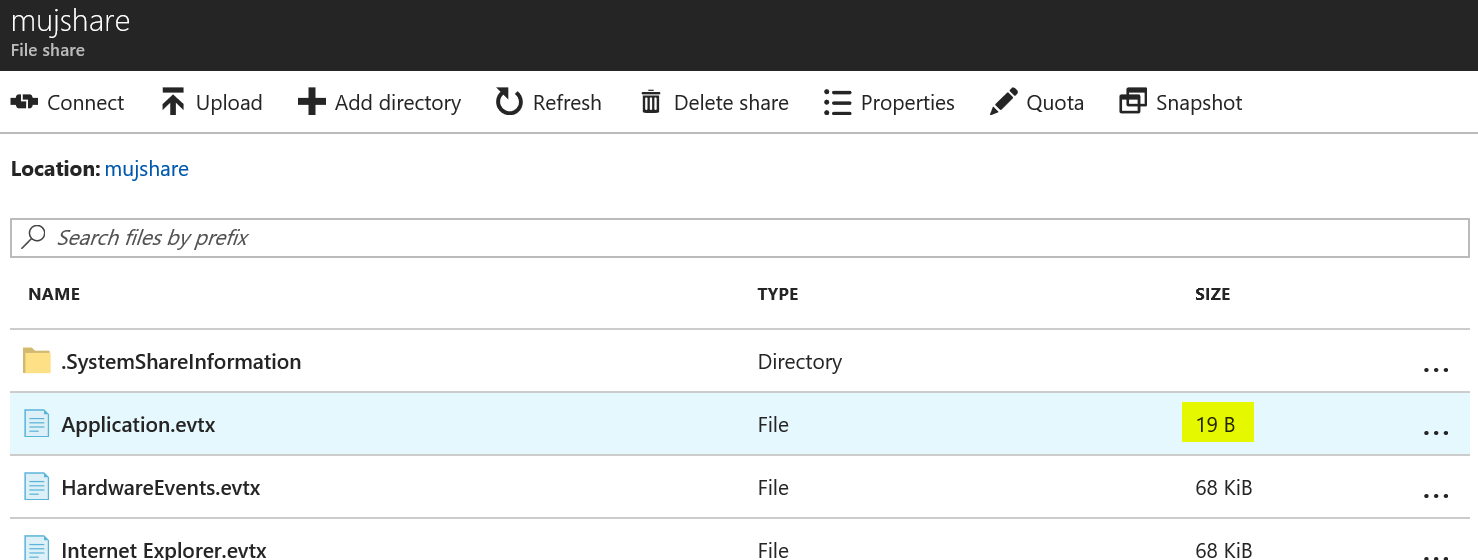 mujshare
File share
Connect Upload Add directory Refresh Delete share Properties Quota Snapshot
Location: mujshare
Search files by prefix
NAME TYPE SIZE
.SystemShareInformation Directory ...
Application.evtx File 19 B ...
HardwareEvents.evtx File 68 KiB ...
Internet Explorer.evtx File 68 KiB ...